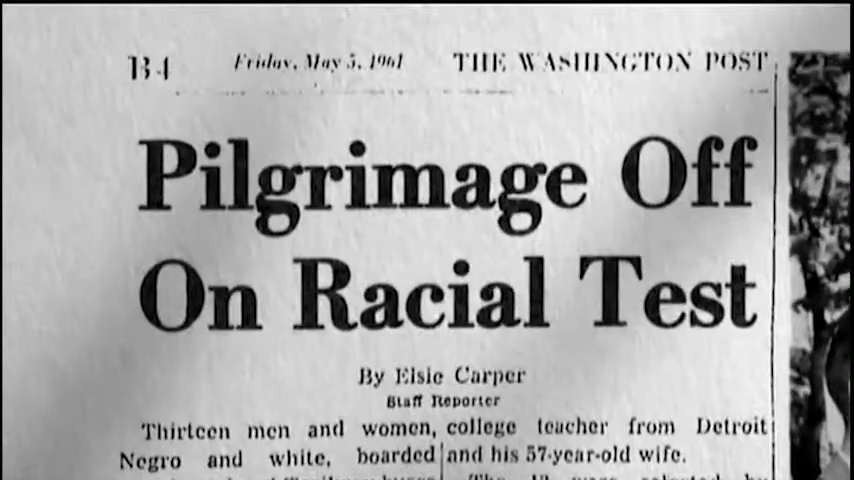 B4 Friday, May 5, 1961 THE WASHINGTON POST
Pilgrimage Off
On Racial Test
By Elsie Carper
Staff Reporter
Thirteen men and women,
Negro and white, boarded
college teacher from Detroit
and his 57-year-old wife.